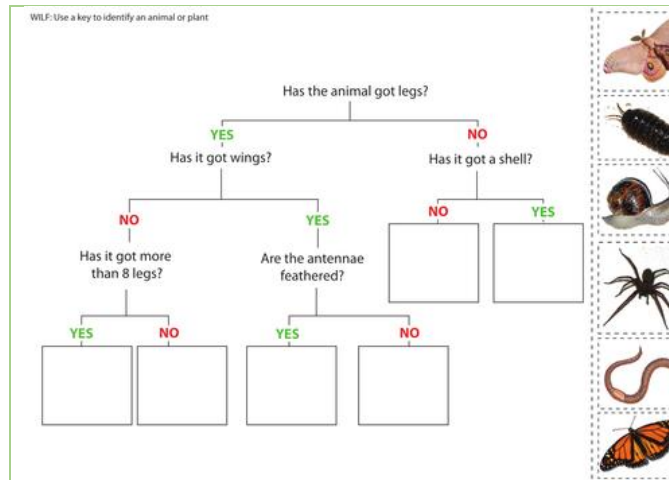 WILF: Use a key to identify an animal or plant
Has the animal got legs?
YES
NO
Has it got wings?
Has it got a shell?
NO
YES
NO
YES
Has it got more
than 8 legs?
Are the antennae
feathered?
YES
NO
YES
NO